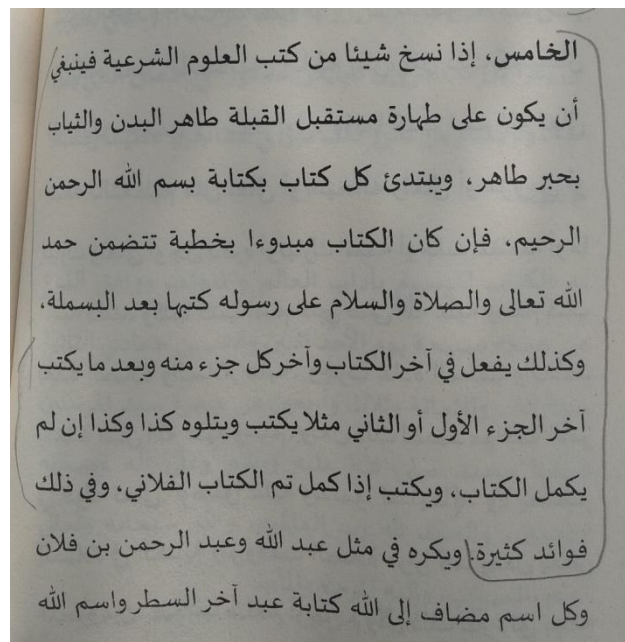 الخامس، إذا نسخ شيئا من كتب العلوم الشرعية فينبغي
أن يكون على طهارة مستقبل القبلة طاهر البدن والثياب
بحبر طاهر، ويبتدئ كل كتاب بكتابة بسم الله الرحمن
الرحيم، فإن كان الكتاب مبدوءا بخطبة تتضمن حمد
الله تعالى والصلاة والسلام على رسوله كتبها بعد البسملة،
وكذلك يفعل في آخر الكتاب وآخر كل جزء منه وبعد ما يكتب
آخر الجزء الأول أو الثاني مثلا يكتب ويتلوه كذا وكذا إن لم
يكمل الكتاب، ويكتب إذا كمل تم الكتاب الفلاني، وفي ذلك
فوائد كثيرة. ويكره في مثل عبد الله وعبد الرحمن بن فلان
وكل اسم مضاف إلى الله كتابة عبد آخر السطر واسم الله